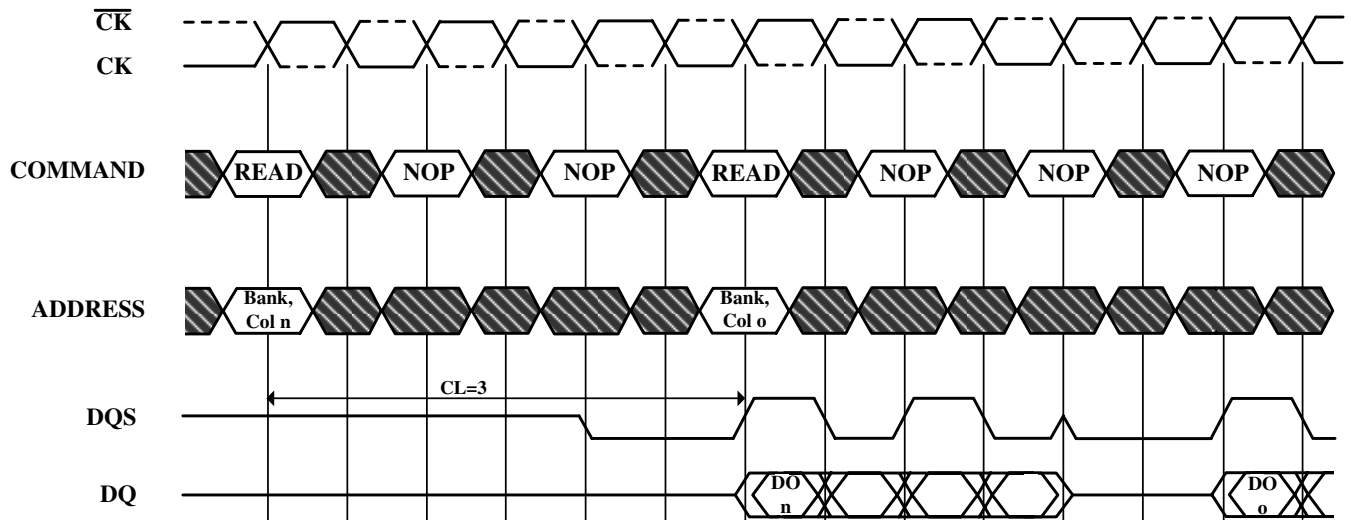 CK
CK
COMMAND READ NOP NOP READ NOP NOP NOP
ADDRESS Bank, Col n Bank, Col o
CL=3
DQS
DQ DO n DO o